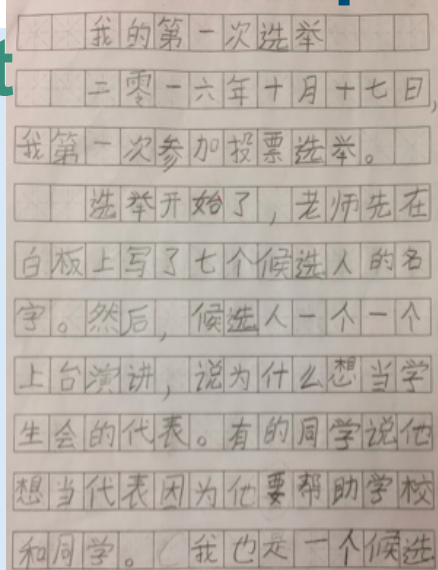 我的第一次选举
二零一六年十月十七日，
我第一次参加投票选举。
选举开始了，老师先在
白板上写了七个候选人的名
字。然后，候选人一个一个
上台演讲，说为什么想当学
生会的代表。有的同学说他
想当代表因为他要帮助学校
和同学。我也是一个候选